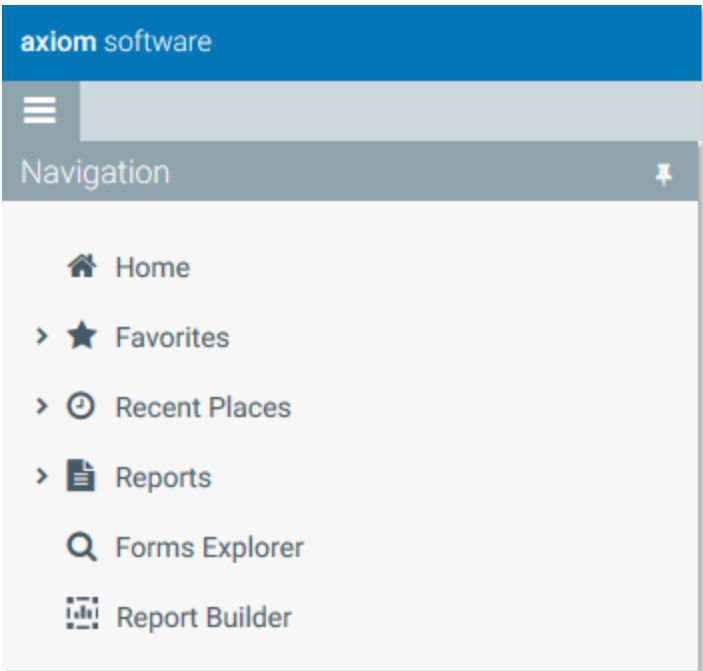 axiom software
Navigation
Home
Favorites
Recent Places
Reports
Forms Explorer
Report Builder